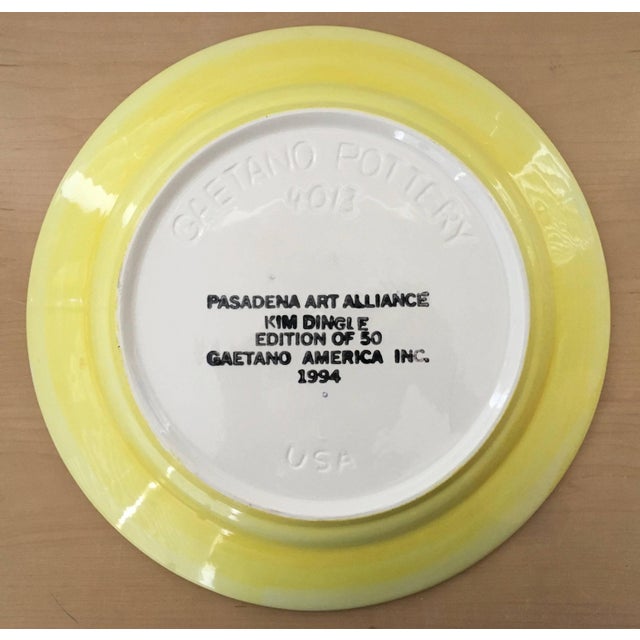 GAETANO POTTERY
4013
PASADENA ART ALLIANCE
KIM DINGLE
EDITION OF 50
GAETANO AMERICA INC.
1994
USA